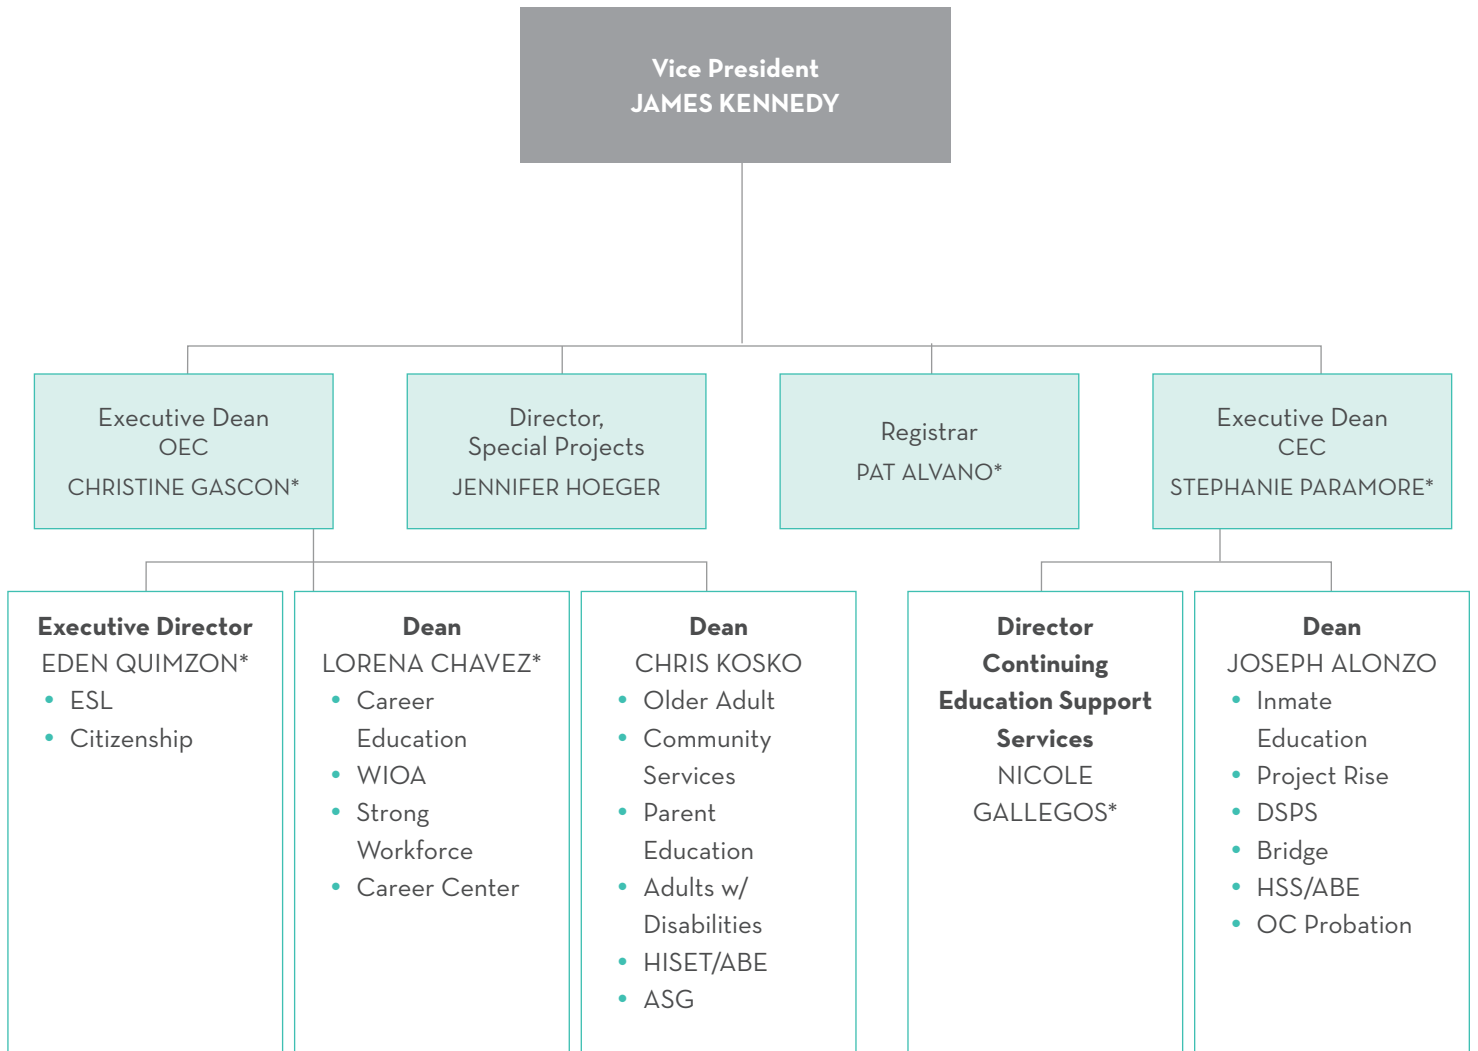 Vice President
JAMES KENNEDY
Executive Dean
OEC
CHRISTINE GASCON*
Director,
Special Projects
JENNIFER HOEGER
Registrar
PAT ALVANO*
Executive Dean
CEC
STEPHANIE PARAMORE*
Executive Director
EDEN QUIMZON*
• ESL
• Citizenship
Dean
LORENA CHAVEZ*
• Career
Education
• WIOA
• Strong
Workforce
• Career Center
Dean
CHRIS KOSKO
• Older Adult
• Community
Services
• Parent
Education
• Adults w/
Disabilities
• HISET/ABE
• ASG
Director
Continuing
Education Support
Services
NICOLE
GALLEGOS*
Dean
JOSEPH ALONZO
• Inmate
Education
• Project Rise
• DSPS
• Bridge
• HSS/ABE
• OC Probation